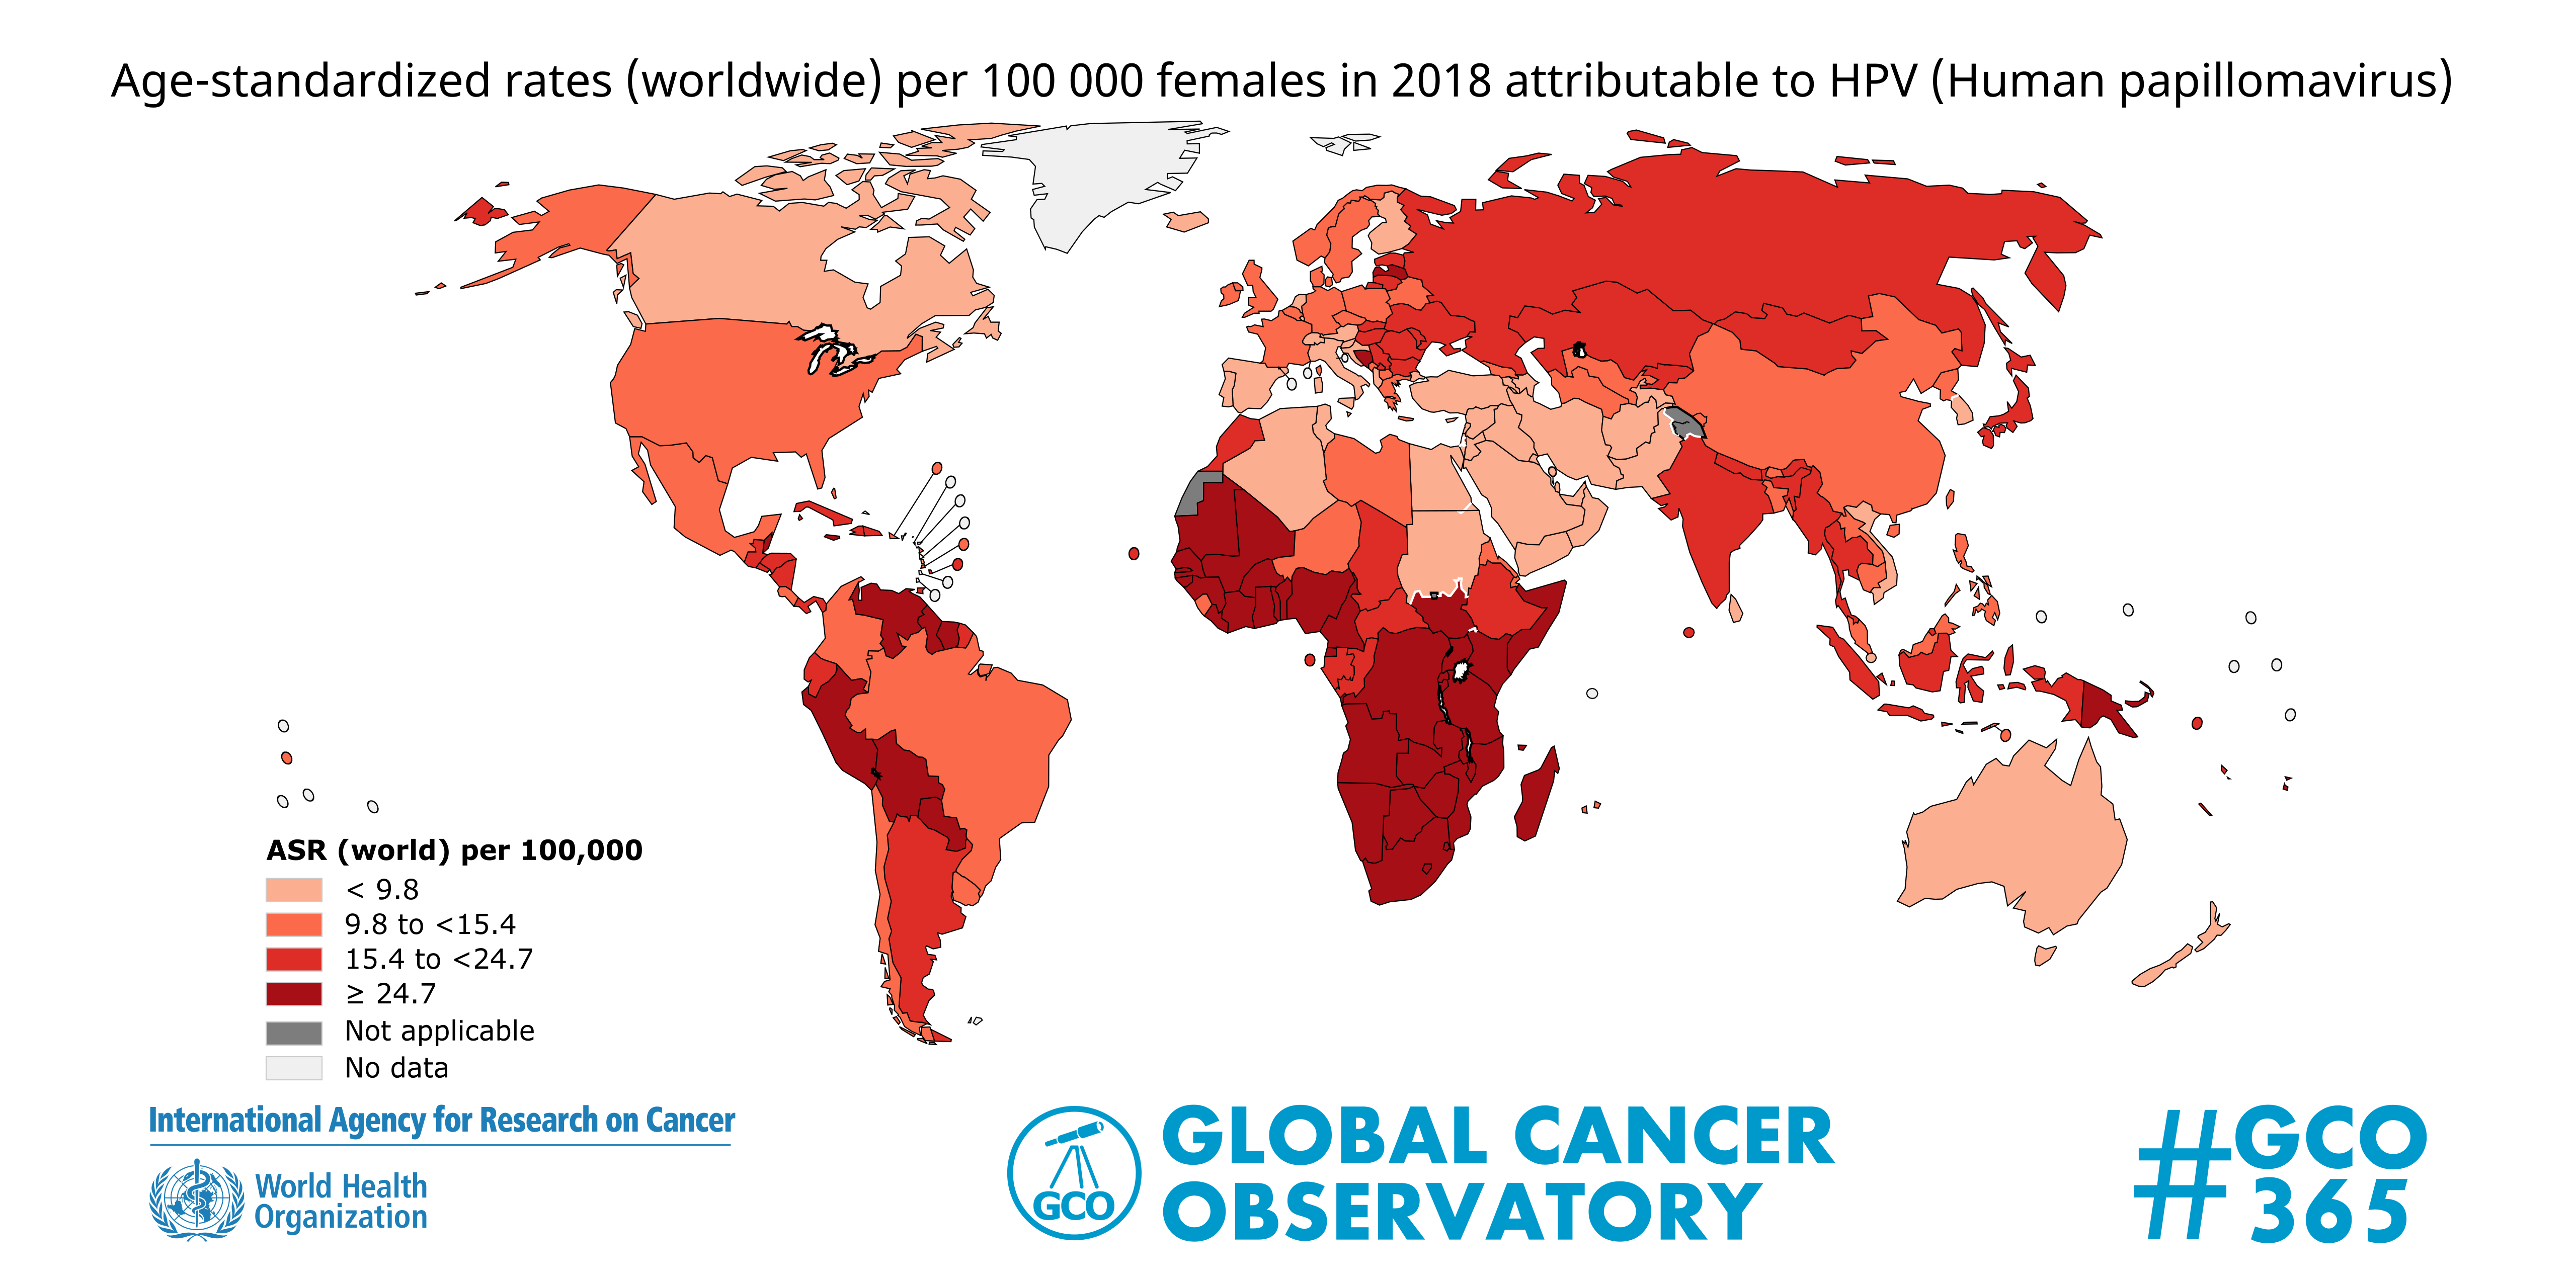 Age-standardized rates (worldwide) per 100 000 females in 2018 attributable to HPV (Human papillomavirus)
ASR (world) per 100,000
< 9.8
9.8 to <15.4
15.4 to <24.7
≥ 24.7
Not applicable
No data
International Agency for Research on Cancer
World Health
Organization
GCO
GLOBAL CANCER
OBSERVATORY
#GCO
365